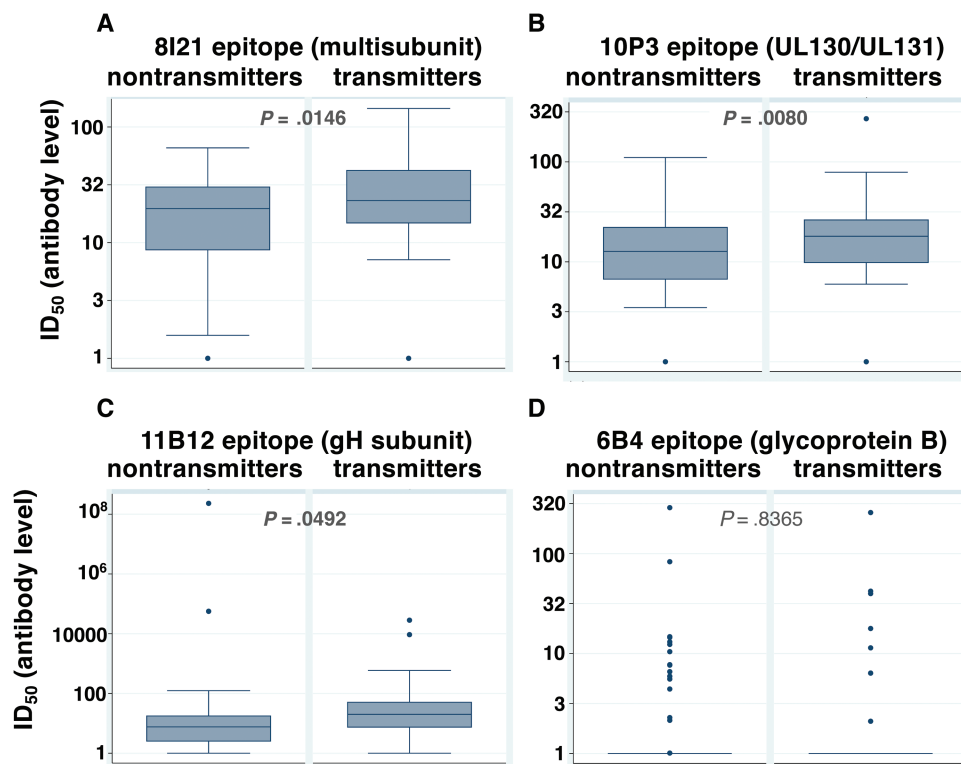 A
8I21 epitope (multisubunit)
nontransmitters transmitters
P = .0146
ID50 (antibody level)
100
32
10
3
1
B
10P3 epitope (UL130/UL131)
nontransmitters transmitters
P = .0080
320
100
32
10
3
1
C
11B12 epitope (gH subunit)
nontransmitters transmitters
P = .0492
ID50 (antibody level)
10^8
10^6
10000
100
1
D
6B4 epitope (glycoprotein B)
nontransmitters transmitters
P = .8365
320
100
32
10
3
1